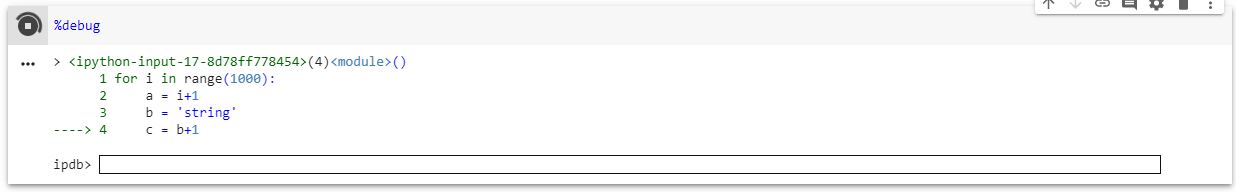 %debug
> <ipython-input-17-8d78ff778454>(4)<module>()
1 for i in range(1000):
2     a = i+1
3     b = 'string'
----> 4     c = b+1
ipdb>